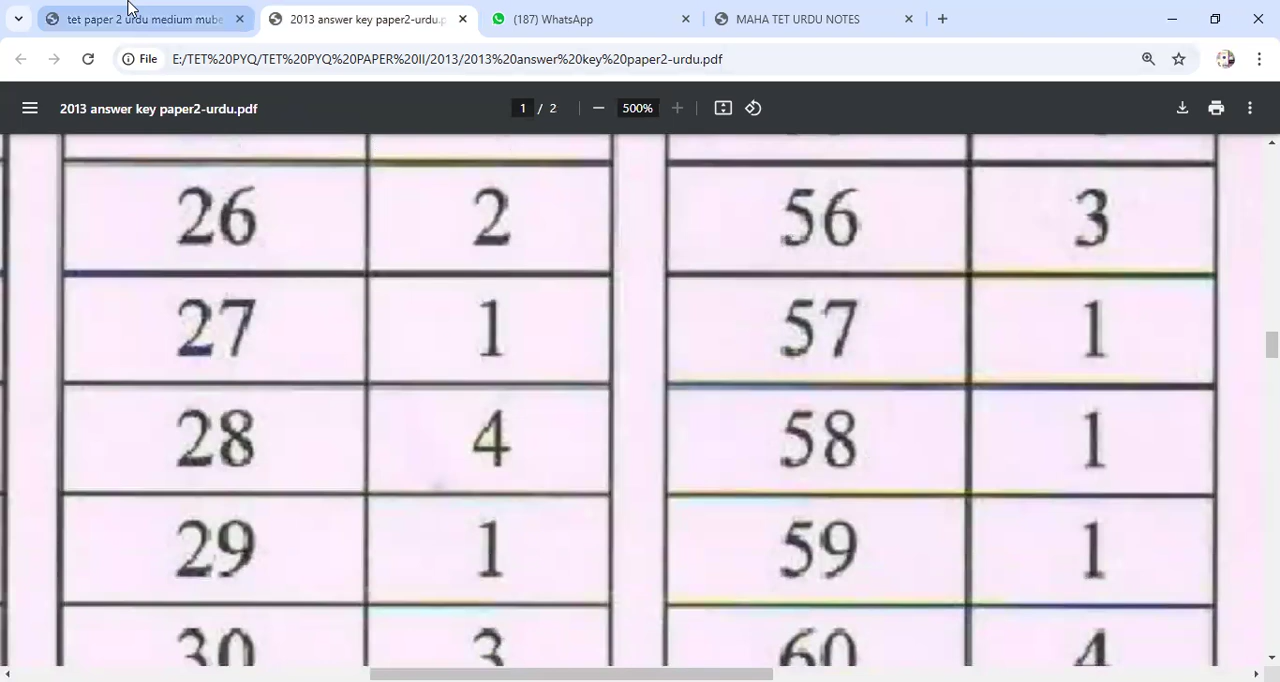 tet paper 2 urdu medium mube
2013 answer key paper2-urdu.p
(187) WhatsApp
MAHA TET URDU NOTES
File
E:/TET%20PYQ/TET%20PYQ%20PAPER%20II/2013/2013%20answer%20key%20paper2-urdu.pdf
2013 answer key paper2-urdu.pdf
1 / 2
500%
26 2 56 3
27 1 57 1
28 4 58 1
29 1 59 1
30 3 60 4